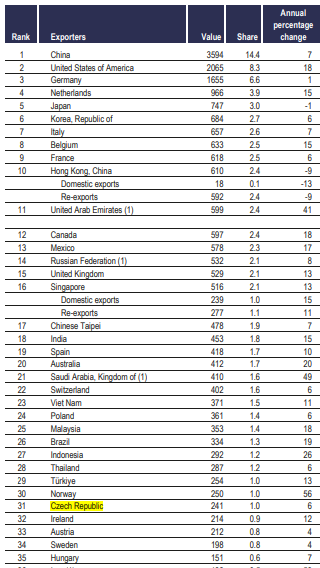 Rank Exporters Value Share Annual percentage change
1 China 3594 14.4 7
2 United States of America 2065 8.3 18
3 Germany 1655 6.6 1
4 Netherlands 966 3.9 15
5 Japan 747 3.0 -1
6 Korea, Republic of 684 2.7 6
7 Italy 657 2.6 7
8 Belgium 633 2.5 15
9 France 618 2.5 6
10 Hong Kong, China 610 2.4 -9
Domestic exports 18 0.1 -13
Re-exports 592 2.4 -9
11 United Arab Emirates (1) 599 2.4 41
12 Canada 597 2.4 18
13 Mexico 578 2.3 17
14 Russian Federation (1) 532 2.1 8
15 United Kingdom 529 2.1 13
16 Singapore 516 2.1 13
Domestic exports 239 1.0 15
Re-exports 277 1.1 11
17 Chinese Taipei 478 1.9 7
18 India 453 1.8 15
19 Spain 418 1.7 10
20 Australia 412 1.7 20
21 Saudi Arabia, Kingdom of (1) 410 1.6 49
22 Switzerland 402 1.6 6
23 Viet Nam 371 1.5 11
24 Poland 361 1.4 6
25 Malaysia 353 1.4 18
26 Brazil 334 1.3 19
27 Indonesia 292 1.2 26
28 Thailand 287 1.2 6
29 Türkiye 254 1.0 13
30 Norway 250 1.0 56
31 Czech Republic 241 1.0 6
32 Ireland 214 0.9 12
33 Austria 212 0.8 4
34 Sweden 198 0.8 4
35 Hungary 151 0.6 7